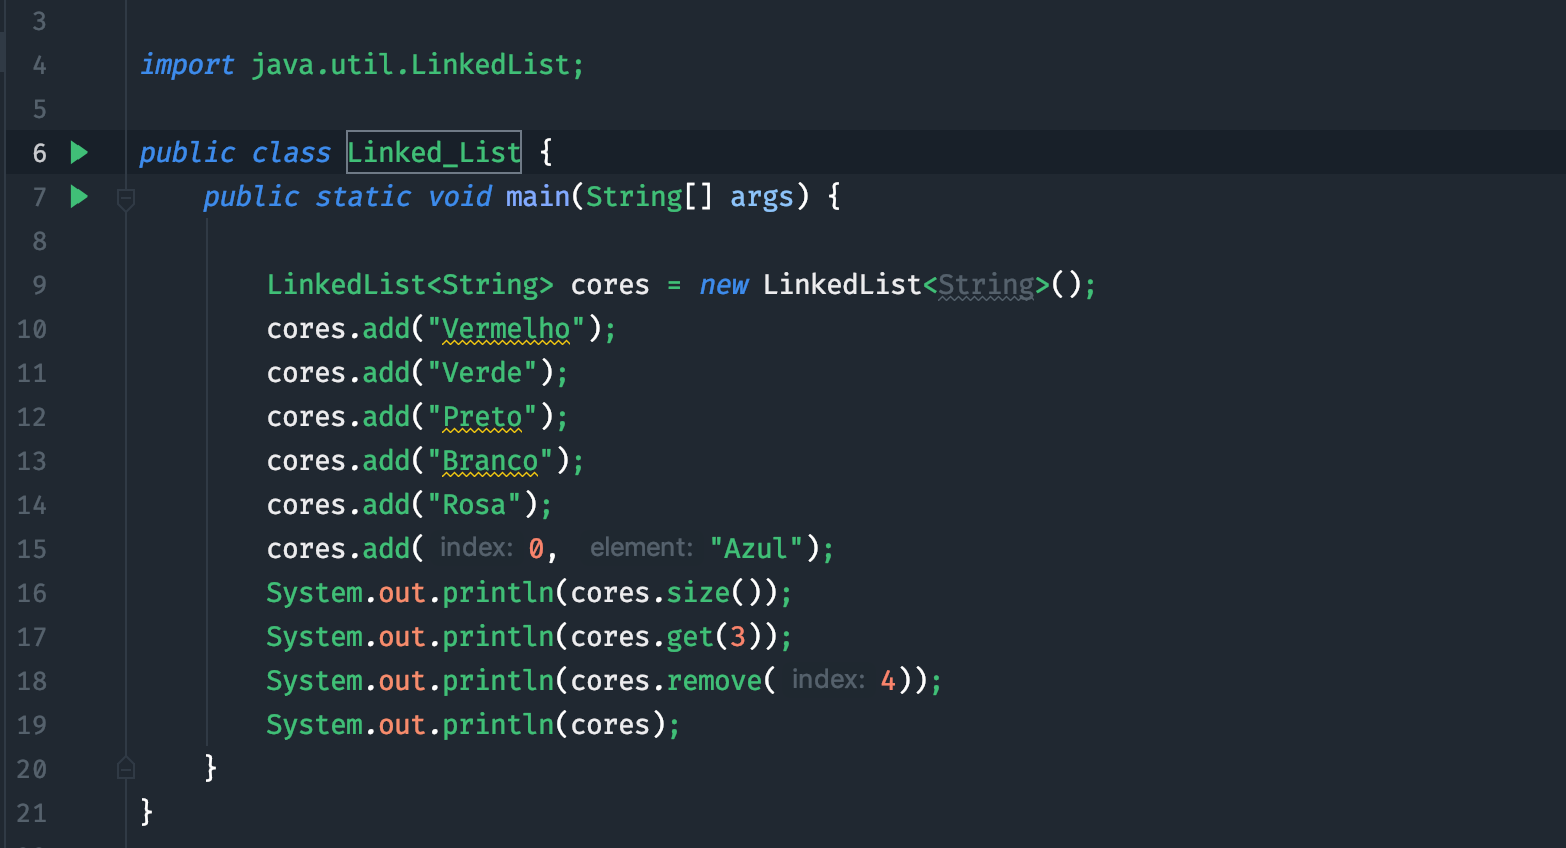 3
4 import java.util.LinkedList;
5
6 public class Linked_List {
7 public static void main(String[] args) {
8
9 LinkedList<String> cores = new LinkedList<String>();
10 cores.add("Vermelho");
11 cores.add("Verde");
12 cores.add("Preto");
13 cores.add("Branco");
14 cores.add("Rosa");
15 cores.add( index: 0, element: "Azul");
16 System.out.println(cores.size());
17 System.out.println(cores.get(3));
18 System.out.println(cores.remove( index: 4));
19 System.out.println(cores);
20 }
21 }